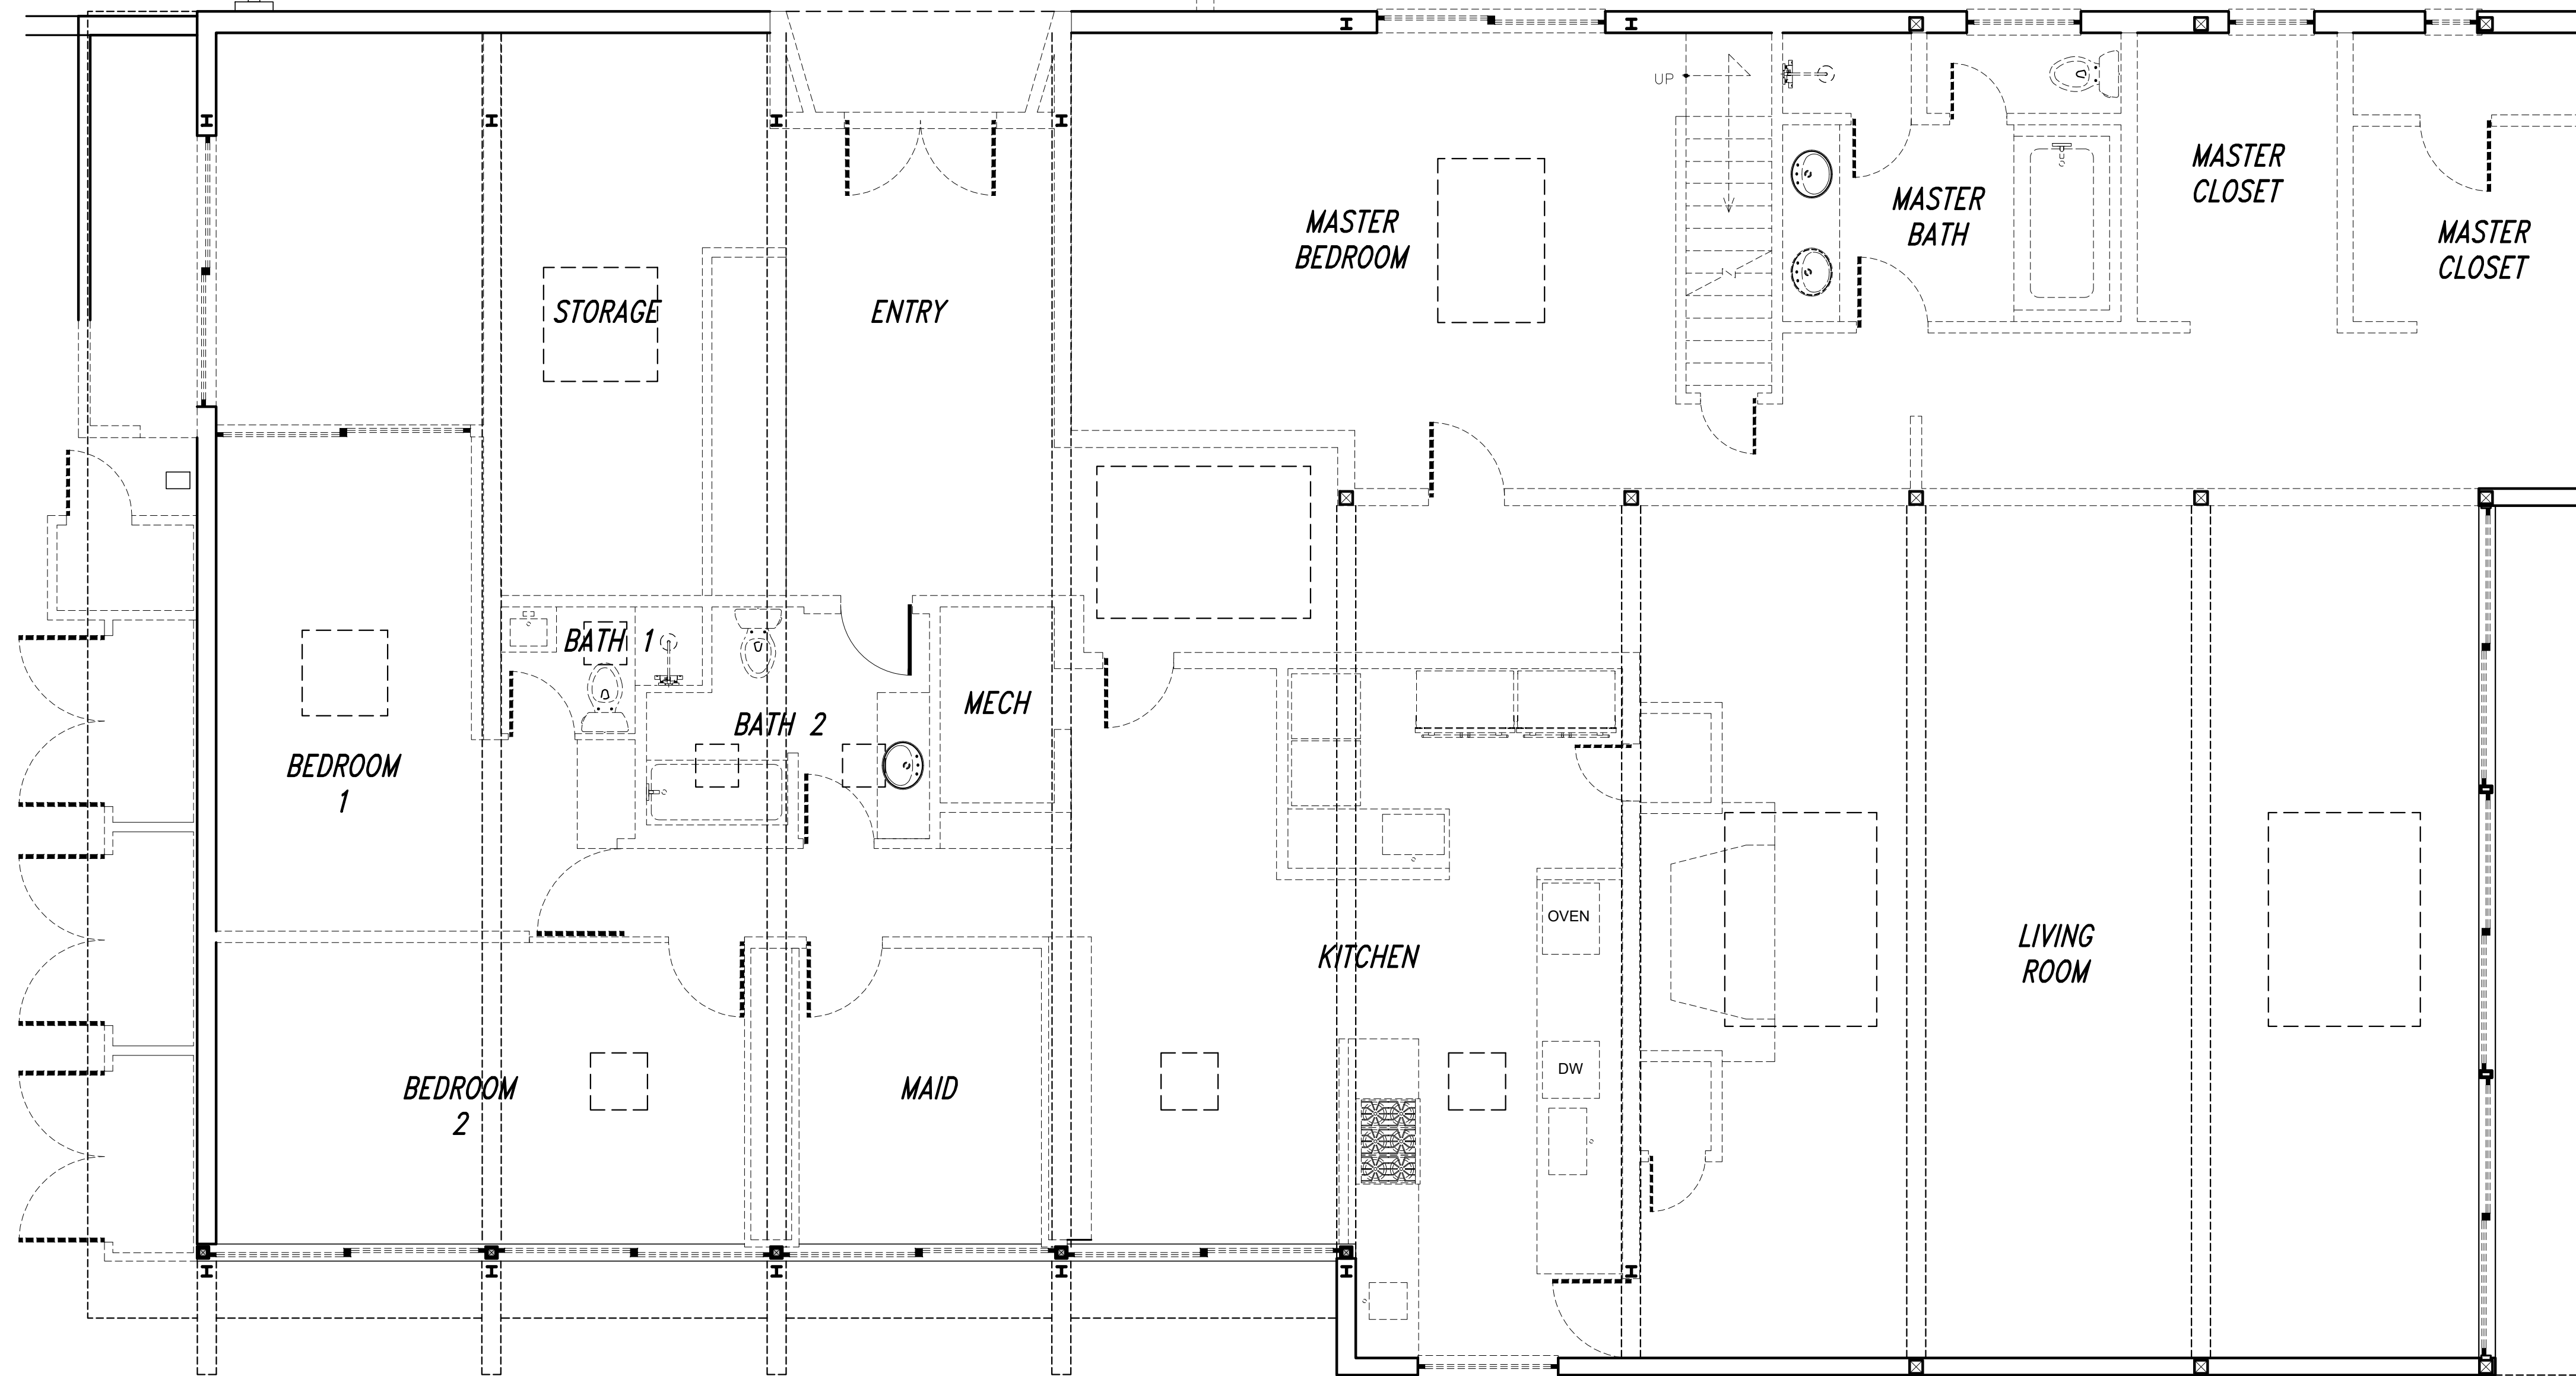 UP
MASTER
CLOSET
MASTER
BATH
MASTER
BEDROOM
MASTER
CLOSET
STORAGE
ENTRY
BATH 1
MECH
BATH 2
BEDROOM
1
OVEN
LIVING
ROOM
KITCHEN
DW
BEDROOM
2
MAID